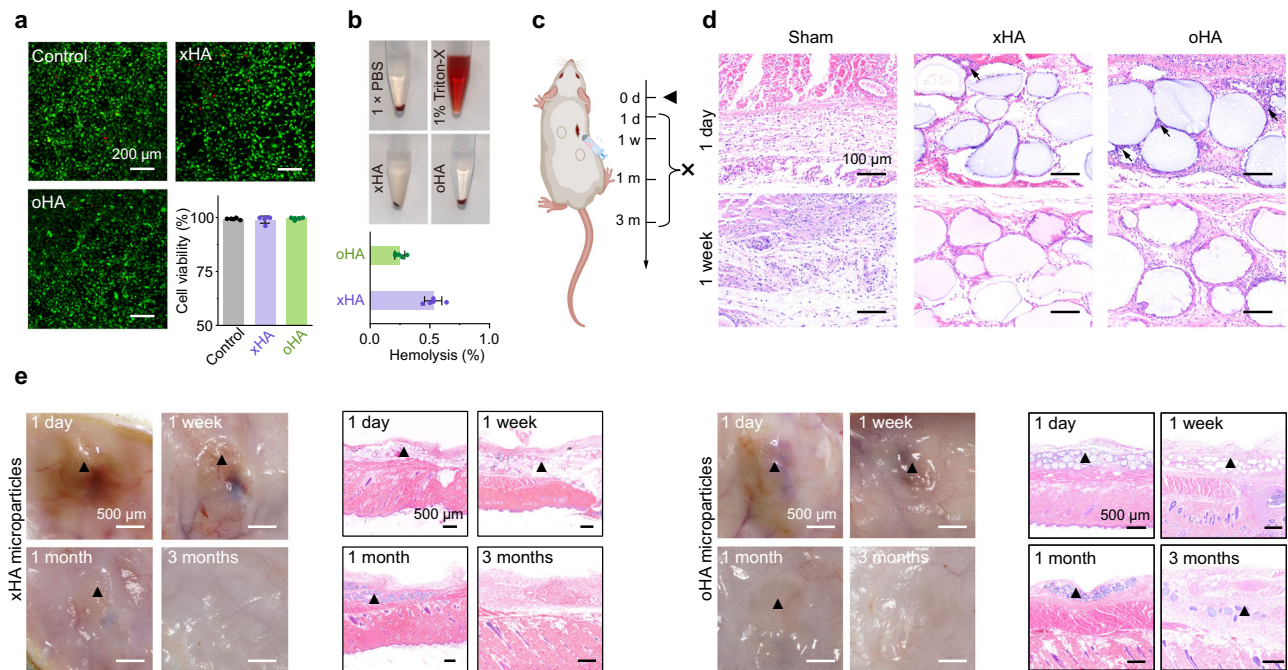 a
Control
200 µm
xHA
oHA
Cell viability (%)
100
75
50
Control
xHA
oHA
b
1 × PBS
1% Triton-X
xHA
oHA
oHA
xHA
0.0
0.5
1.0
Hemolysis (%)
c
0 d
1 d
1 w
1 m
3 m
d
Sham
xHA
oHA
1 day
100 µm
1 week
e
xHA microparticles
1 day
500 µm
1 week
1 month
3 months
1 day
500 µm
1 week
1 month
3 months
oHA microparticles
1 day
500 µm
1 week
1 month
3 months
1 day
500 µm
1 week
1 month
3 months